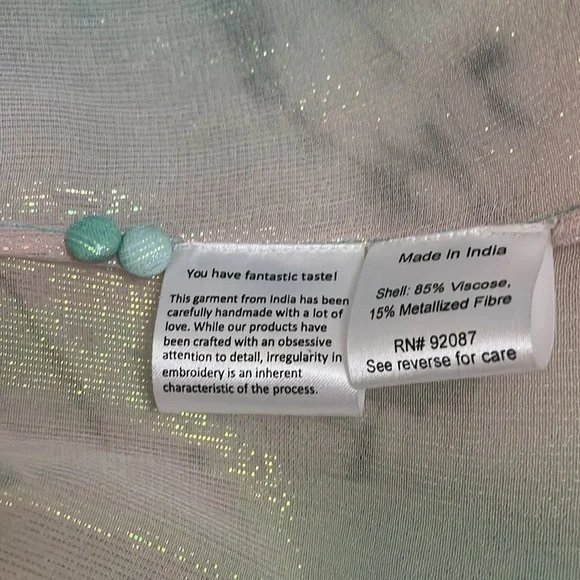 You have fantastic taste!
This garment from India has been
carefully handmade with a lot of
love. While our products have
been crafted with an obsessive
attention to detail, irregularity in
embroidery is an inherent
characteristic of the process.
Made in India
Shell: 85% Viscose,
15% Metallized Fibre
RN# 92087
See reverse for care